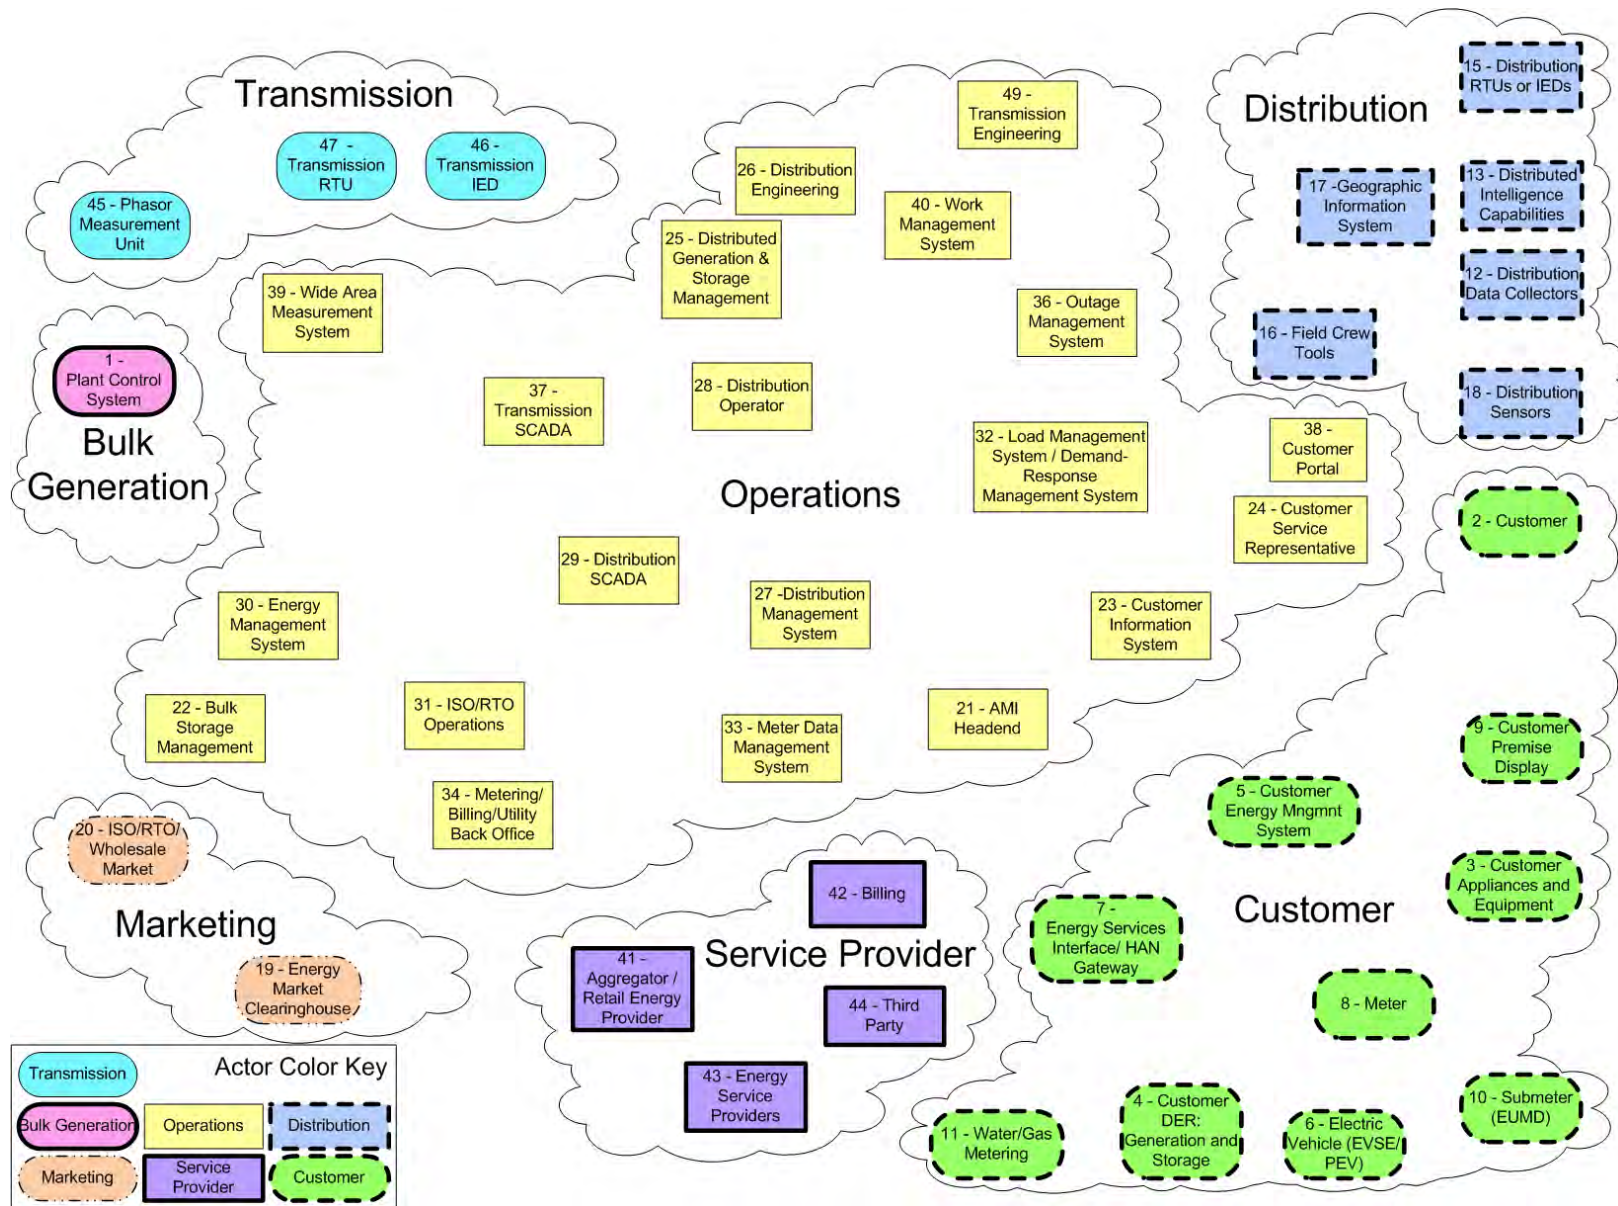 Transmission
47 -
Transmission
RTU
46 -
Transmission
IED
45 - Phasor
Measurement
Unit
1 -
Plant Control
System
Bulk
Generation
49 -
Transmission
Engineering
26 - Distribution
Engineering
40 - Work
Management
System
25 - Distributed
Generation &
Storage
Management
39 - Wide Area
Measurement
System
36 - Outage
Management
System
37 -
Transmission
SCADA
28 - Distribution
Operator
32 - Load Management
System / Demand-
Response
Management System
38 -
Customer
Portal
Operations
24 - Customer
Service
Representative
29 - Distribution
SCADA
27 -Distribution
Management
System
30 - Energy
Management
System
23 - Customer
Information
System
22 - Bulk
Storage
Management
31 - ISO/RTO
Operations
33 - Meter Data
Management
System
21 - AMI
Headend
34 - Metering/
Billing/Utility
Back Office
Distribution
15 - Distribution
RTUs or IEDs
17 -Geographic
Information
System
13 - Distributed
Intelligence
Capabilities
12 - Distribution
Data Collectors
16 - Field Crew
Tools
18 - Distribution
Sensors
2 - Customer
9 - Customer
Premise
Display
5 - Customer
Energy Mngmnt
System
3 - Customer
Appliances and
Equipment
Customer
7 -
Energy Services
Interface/ HAN
Gateway
8 - Meter
10 - Submeter
(EUMD)
4 - Customer
DER:
Generation and
Storage
6 - Electric
Vehicle (EVSE/
PEV)
11 - Water/Gas
Metering
20 - ISO/RTO/
Wholesale
Market
Marketing
19 - Energy
Market
Clearinghouse
42 - Billing
Service Provider
41 -
Aggregator /
Retail Energy
Provider
44 - Third
Party
43 - Energy
Service
Providers
Actor Color Key
Transmission
Bulk Generation
Operations
Distribution
Marketing
Service
Provider
Customer